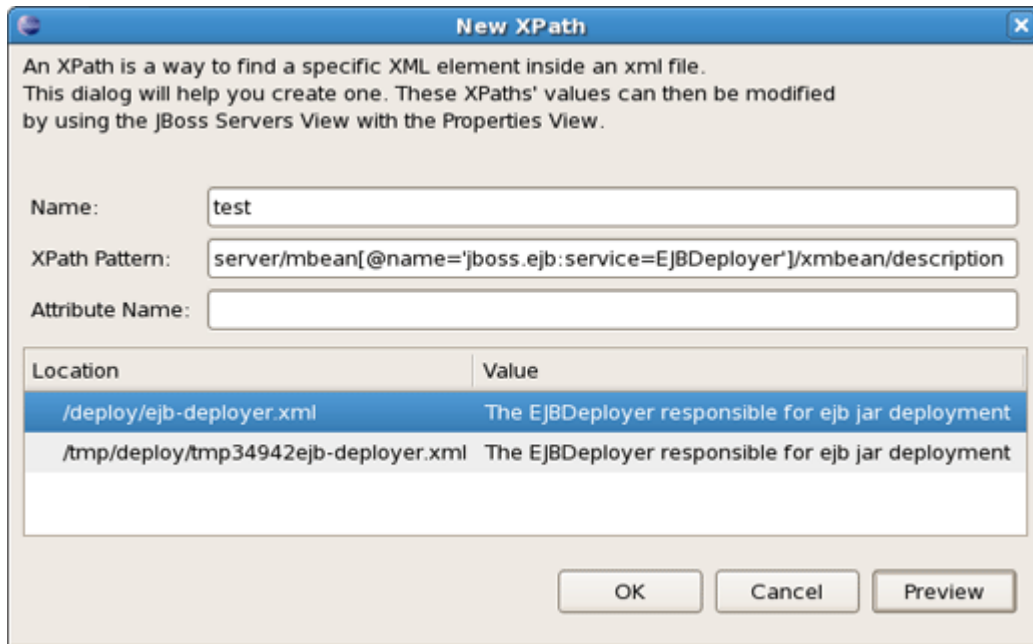 New XPath
An XPath is a way to find a specific XML element inside an xml file.
This dialog will help you create one. These XPaths' values can then be modified
by using the JBoss Servers View with the Properties View.
Name: test
XPath Pattern: server/mbean[@name='jboss.ejb:service=EJBDeployer']/xmbean/description
Attribute Name:
Location Value
/deploy/ejb-deployer.xml The EJBDeployer responsible for ejb jar deployment
/tmp/deploy/tmp34942ejb-deployer.xml The EJBDeployer responsible for ejb jar deployment
OK Cancel Preview